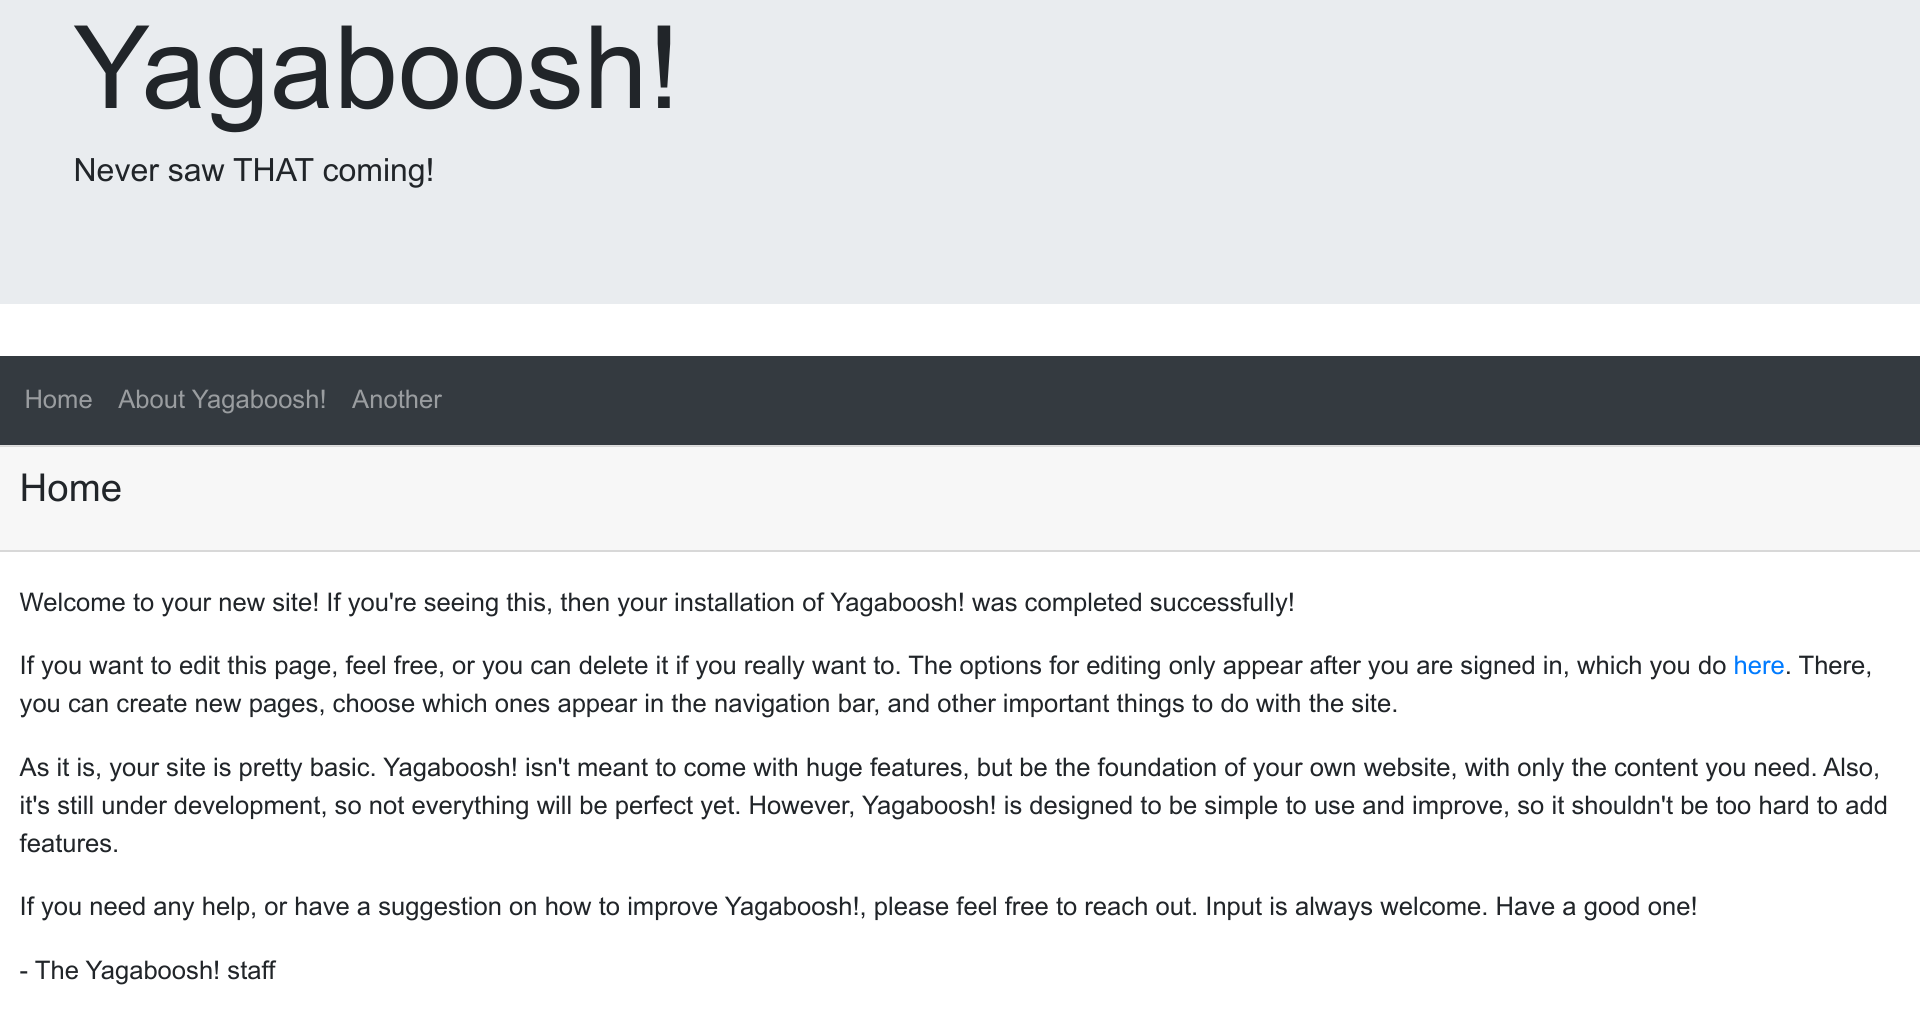 Yagaboosh!
Never saw THAT coming!
Home About Yagaboosh! Another
Home
Welcome to your new site! If you're seeing this, then your installation of Yagaboosh! was completed successfully!
If you want to edit this page, feel free, or you can delete it if you really want to. The options for editing only appear after you are signed in, which you do here. There,
you can create new pages, choose which ones appear in the navigation bar, and other important things to do with the site.
As it is, your site is pretty basic. Yagaboosh! isn't meant to come with huge features, but be the foundation of your own website, with only the content you need. Also,
it's still under development, so not everything will be perfect yet. However, Yagaboosh! is designed to be simple to use and improve, so it shouldn't be too hard to add
features.
If you need any help, or have a suggestion on how to improve Yagaboosh!, please feel free to reach out. Input is always welcome. Have a good one!
- The Yagaboosh! staff